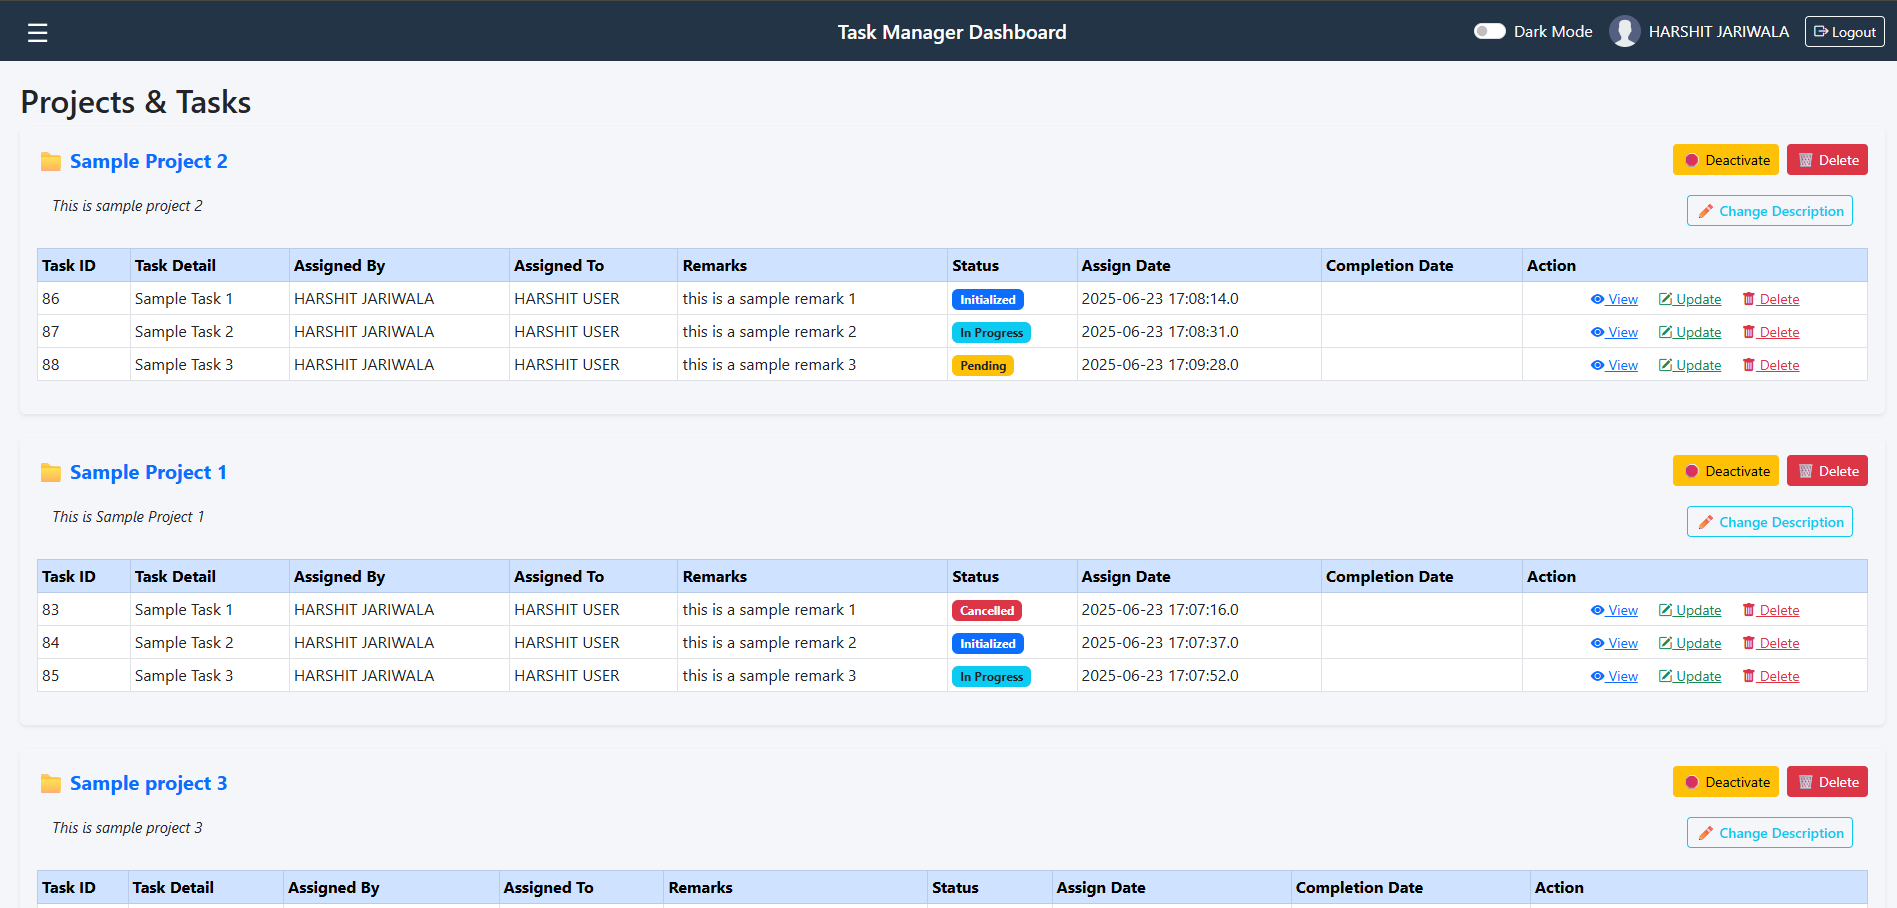 ☰ Task Manager Dashboard Dark Mode HARSHIT JARIWALA Logout
Projects & Tasks
Sample Project 2 Deactivate Delete
This is sample project 2 Change Description
Task ID Task Detail Assigned By Assigned To Remarks Status Assign Date Completion Date Action
86 Sample Task 1 HARSHIT JARIWALA HARSHIT USER this is a sample remark 1 Initialized 2025-06-23 17:08:14.0 View Update Delete
87 Sample Task 2 HARSHIT JARIWALA HARSHIT USER this is a sample remark 2 In Progress 2025-06-23 17:08:31.0 View Update Delete
88 Sample Task 3 HARSHIT JARIWALA HARSHIT USER this is a sample remark 3 Pending 2025-06-23 17:09:28.0 View Update Delete
Sample Project 1 Deactivate Delete
This is Sample Project 1 Change Description
Task ID Task Detail Assigned By Assigned To Remarks Status Assign Date Completion Date Action
83 Sample Task 1 HARSHIT JARIWALA HARSHIT USER this is a sample remark 1 Cancelled 2025-06-23 17:07:16.0 View Update Delete
84 Sample Task 2 HARSHIT JARIWALA HARSHIT USER this is a sample remark 2 Initialized 2025-06-23 17:07:37.0 View Update Delete
85 Sample Task 3 HARSHIT JARIWALA HARSHIT USER this is a sample remark 3 In Progress 2025-06-23 17:07:52.0 View Update Delete
Sample project 3 Deactivate Delete
This is sample project 3 Change Description
Task ID Task Detail Assigned By Assigned To Remarks Status Assign Date Completion Date Action